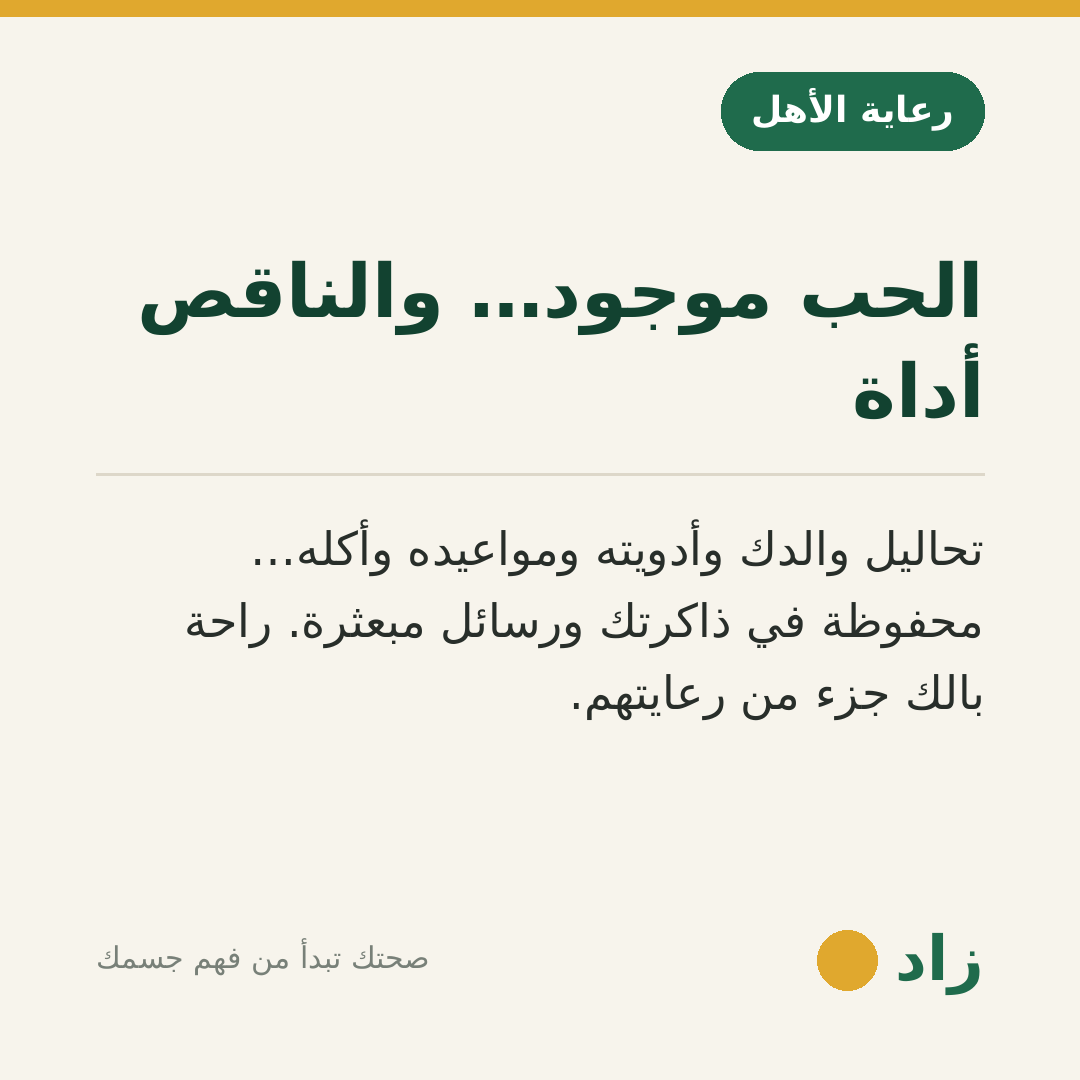 رعاية الأهل
الحب موجود… والناقص
أداة
تحاليل والدك وأدويته ومواعيده وأكله…
محفوظة في ذاكرتك ورسائل مبعثرة. راحة
بالك جزء من رعايتهم.
زاد
صحتك تبدأ من فهم جسمك